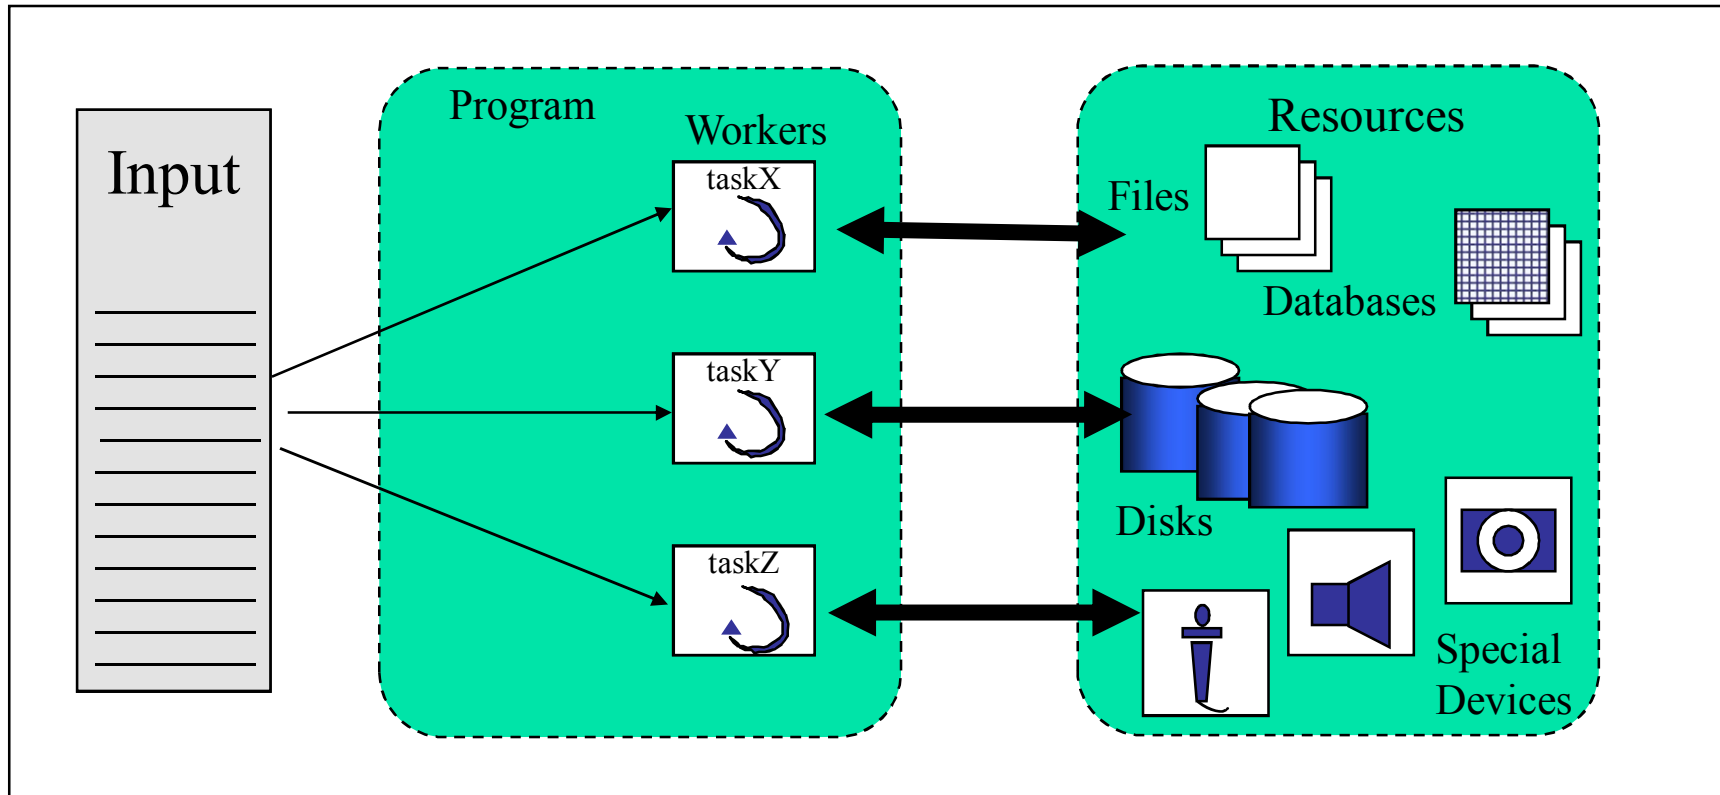 Input
Program
Workers
taskX
taskY
taskZ
Resources
Files
Databases
Disks
Special
Devices